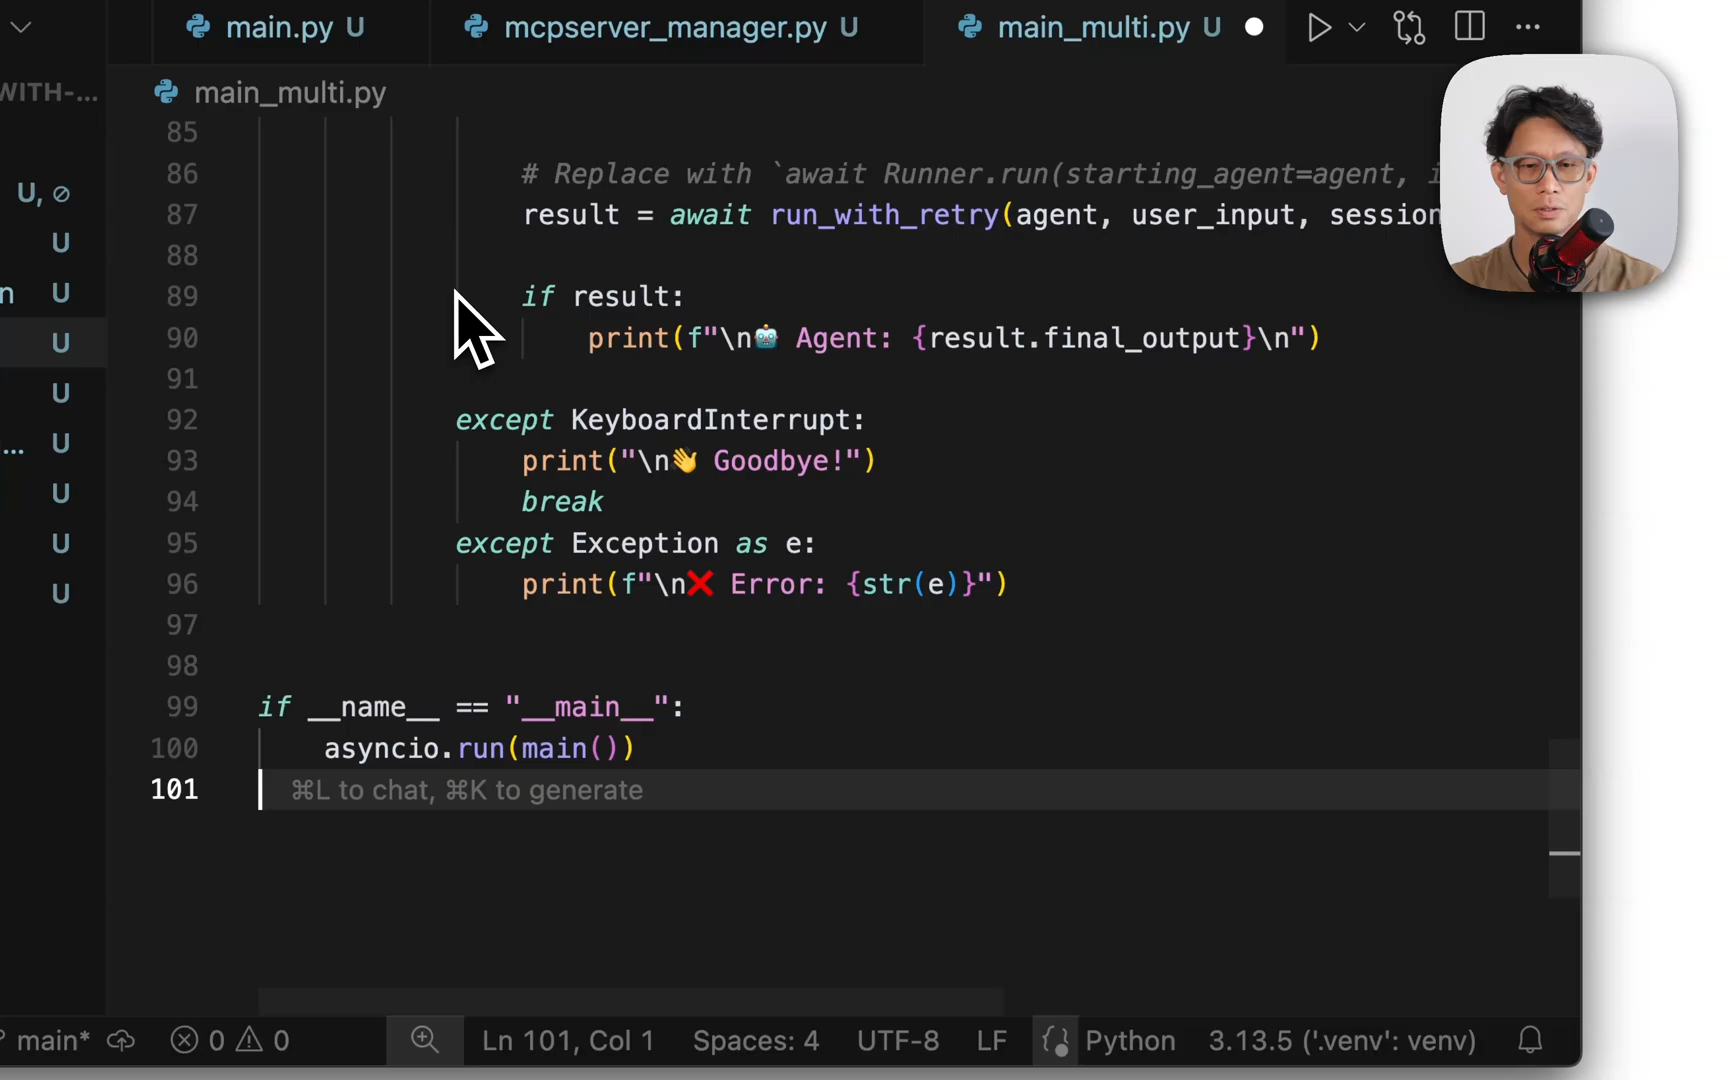 main.py U
mcpserver_manager.py U
main_multi.py U
WITH-...
main_multi.py
85
86 # Replace with `await Runner.run(starting_agent=agent,
87 result = await run_with_retry(agent, user_input, session
88
89 if result:
90 print(f"\n🤖 Agent: {result.final_output}\n")
91
92 except KeyboardInterrupt:
93 print("\n👋 Goodbye!")
94 break
95 except Exception as e:
96 print(f"\n❌ Error: {str(e)}")
97
98
99 if __name__ == "__main__":
100 asyncio.run(main())
101 ⌘L to chat, ⌘K to generate
U,
U
n U
U
U
... U
U
U
U
main* 0 0 Ln 101, Col 1 Spaces: 4 UTF-8 LF Python 3.13.5 ('.venv': venv)